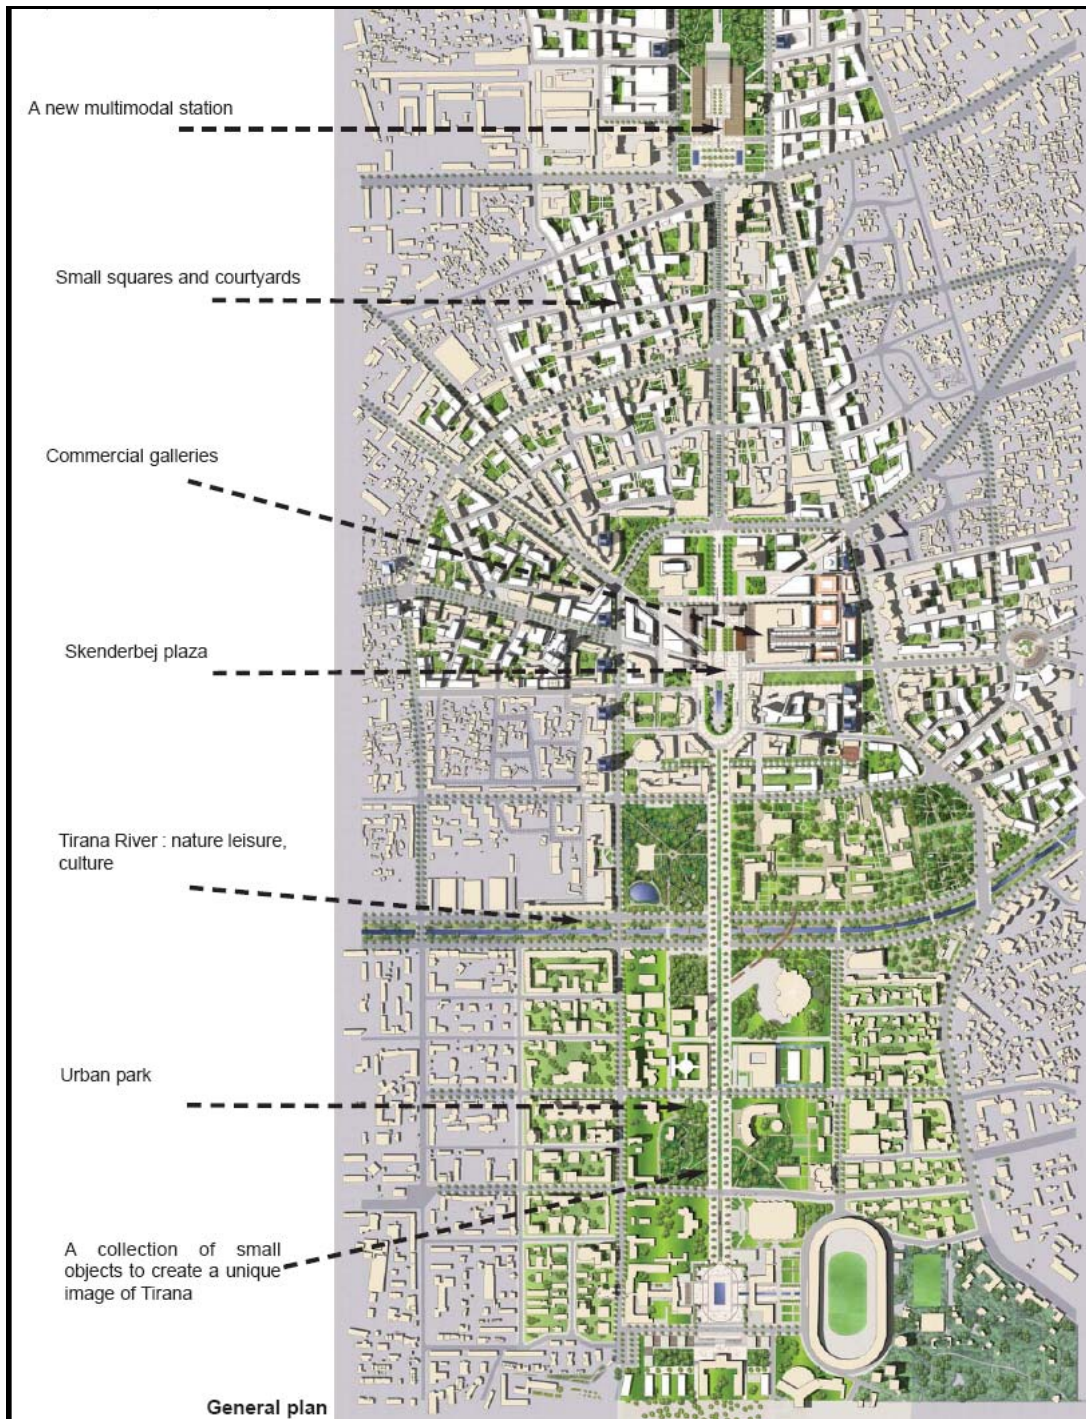 A new multimodal station
Small squares and courtyards
Commercial galleries
Skenderbej plaza
Tirana River : nature leisure,
culture
Urban park
A collection of small
objects to create a unique
image of Tirana
General plan